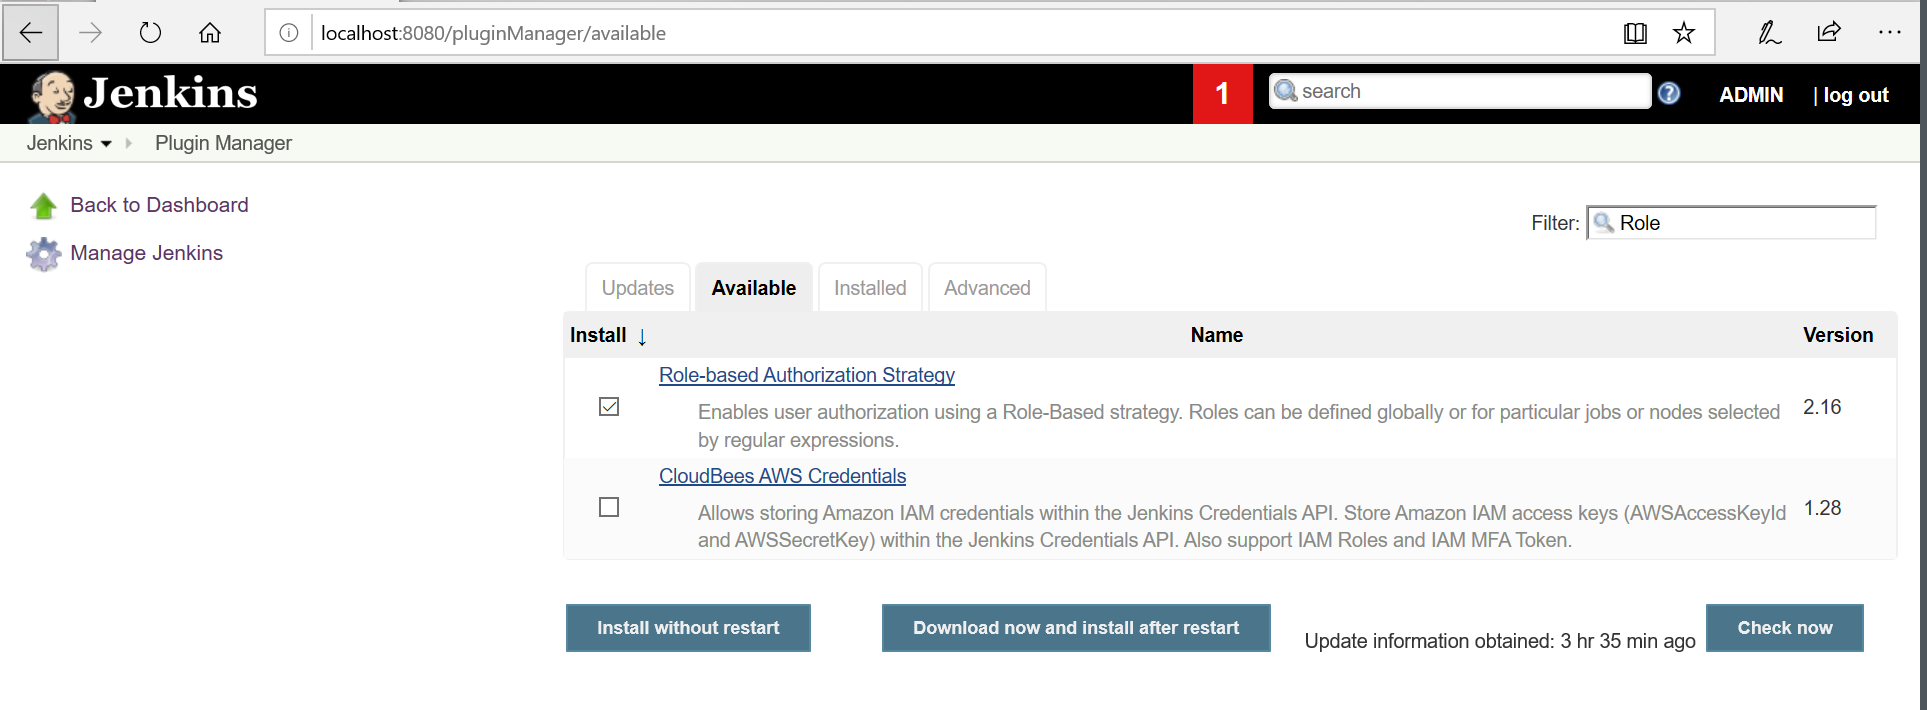 localhost:8080/pluginManager/available
Jenkins
1
search
ADMIN
| log out
Jenkins
Plugin Manager
Back to Dashboard
Manage Jenkins
Filter:
Role
Updates
Available
Installed
Advanced
Install ↓
Name
Version
Role-based Authorization Strategy
Enables user authorization using a Role-Based strategy. Roles can be defined globally or for particular jobs or nodes selected
by regular expressions.
2.16
CloudBees AWS Credentials
Allows storing Amazon IAM credentials within the Jenkins Credentials API. Store Amazon IAM access keys (AWSAccessKeyId
and AWSSecretKey) within the Jenkins Credentials API. Also support IAM Roles and IAM MFA Token.
1.28
Install without restart
Download now and install after restart
Update information obtained: 3 hr 35 min ago
Check now